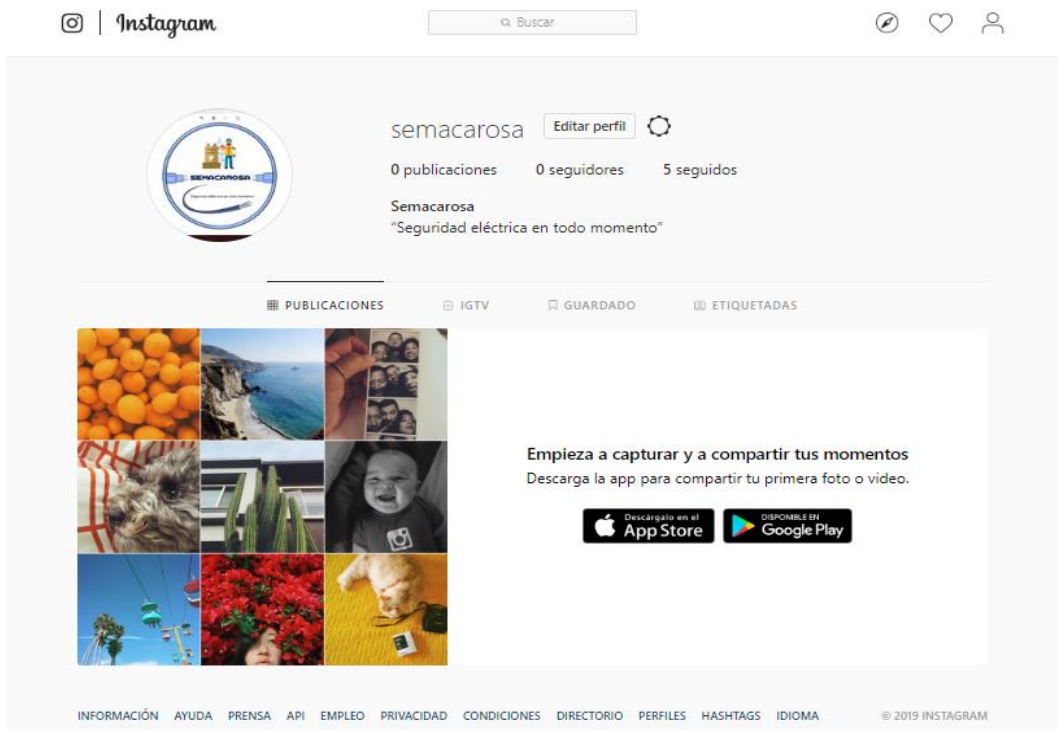 Instagram
Buscar
semacarosa Editar perfil
0 publicaciones 0 seguidores 5 seguidos
Semacarosa
“Seguridad eléctrica en todo momento”
SEMACAROSA
PUBLICACIONES IGTV GUARDADO ETIQUETADAS
Empieza a capturar y a compartir tus momentos
Descarga la app para compartir tu primera foto o video.
Descárgalo en el
App Store
DISPONIBLE EN
Google Play
INFORMACIÓN AYUDA PRENSA API EMPLEO PRIVACIDAD CONDICIONES DIRECTORIO PERFILES HASHTAGS IDIOMA © 2019 INSTAGRAM